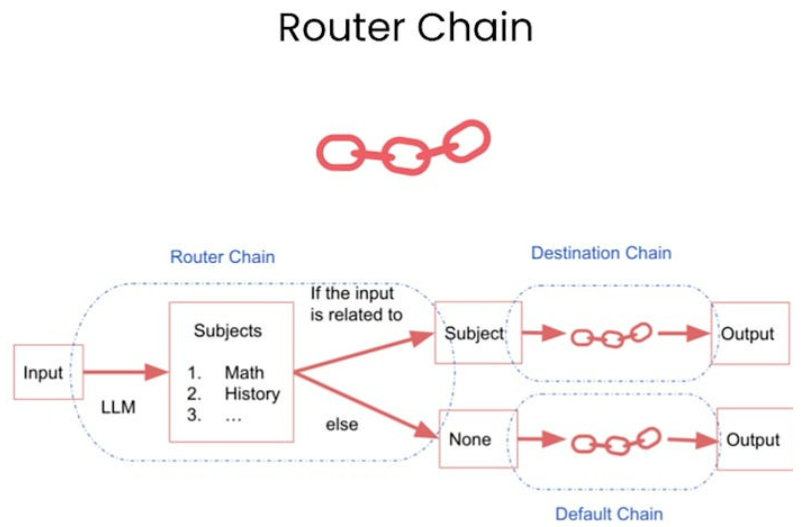 Router Chain
Router Chain
Destination Chain
If the input
is related to
Subjects
1. Math
2. History
3. ...
Input
LLM
else
Subject
Output
None
Output
Default Chain